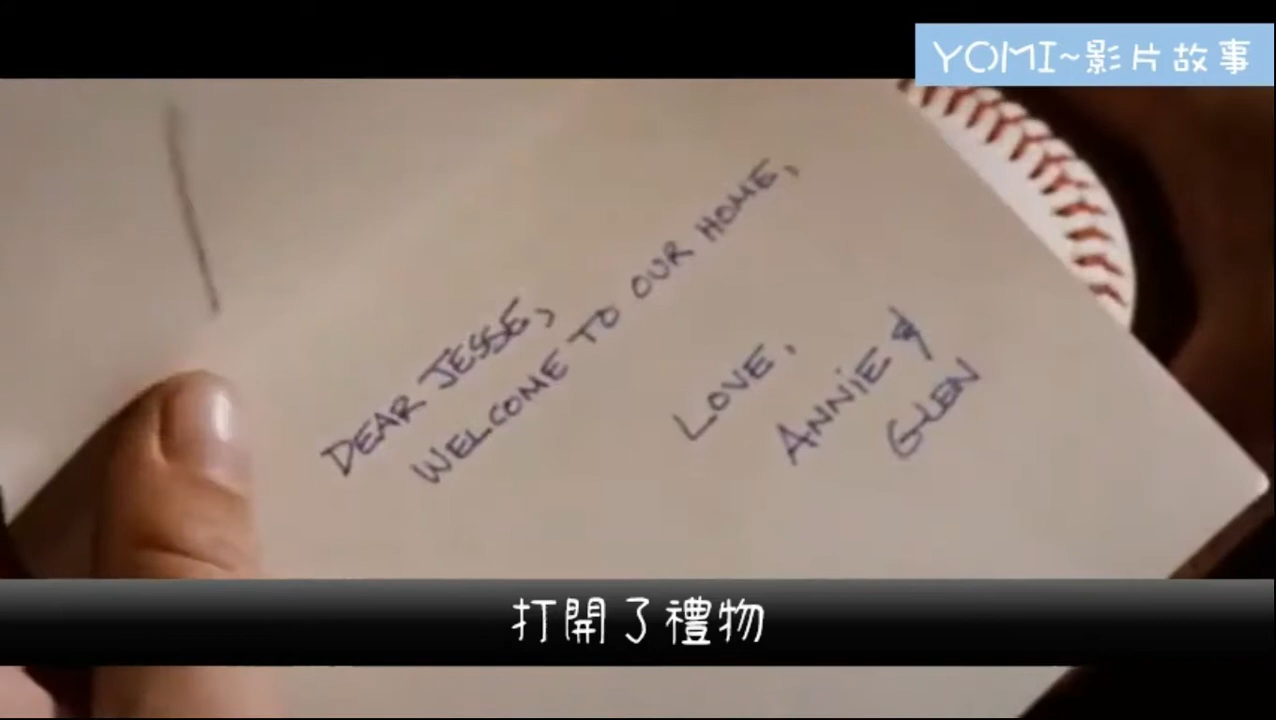 YOMI~影片故事
DEAR JESSE,
WELCOME TO OUR HOME,
LOVE,
ANNIE &
GLEN
打開了禮物